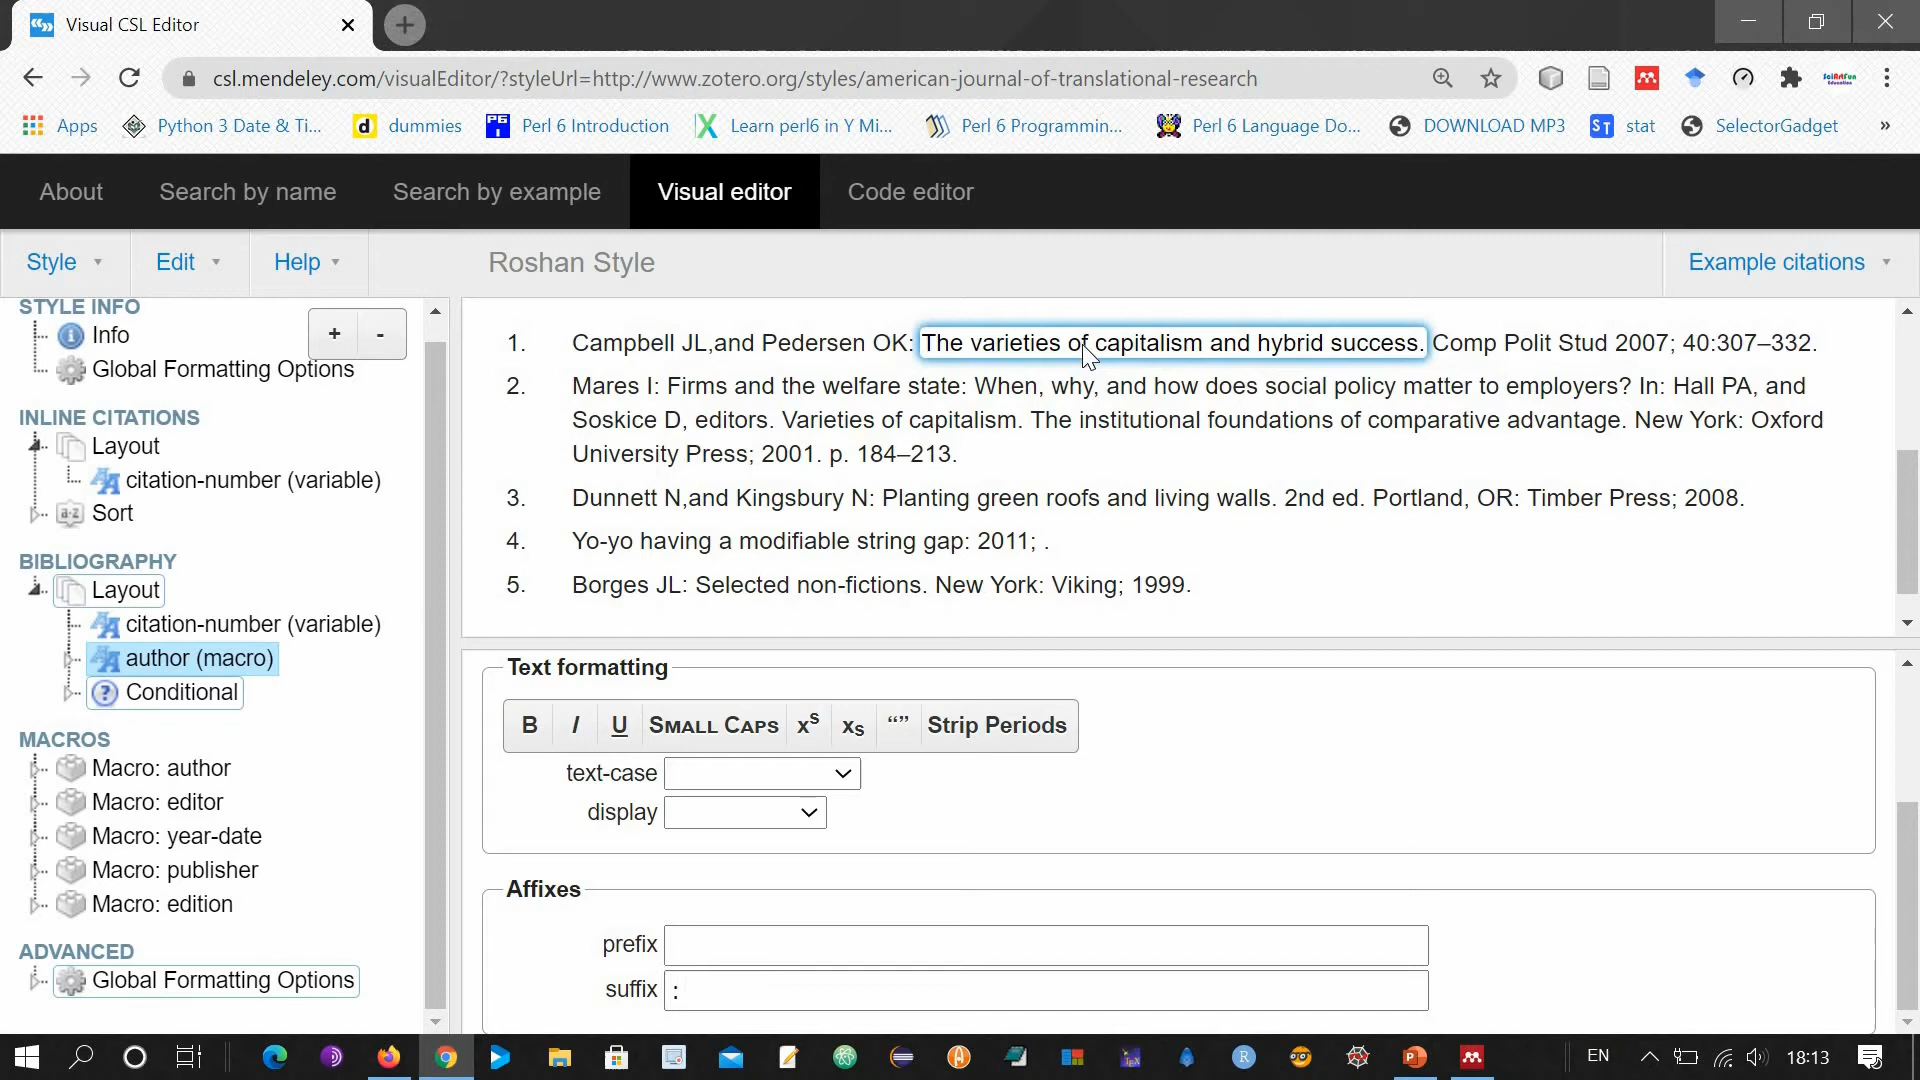 Visual CSL Editor
csl.mendeley.com/visualEditor/?styleUrl=http://www.zotero.org/styles/american-journal-of-translational-research
Apps Python 3 Date & Ti... dummies Perl 6 Introduction Learn perl6 in Y Mi... Perl 6 Programmin... Perl 6 Language Do... DOWNLOAD MP3 stat SelectorGadget »
About Search by name Search by example Visual editor Code editor
Style Edit Help Roshan Style Example citations
STYLE INFO
Info + -
Global Formatting Options
INLINE CITATIONS
Layout
citation-number (variable)
Sort
BIBLIOGRAPHY
Layout
citation-number (variable)
author (macro)
Conditional
MACROS
Macro: author
Macro: editor
Macro: year-date
Macro: publisher
Macro: edition
ADVANCED
Global Formatting Options
1. Campbell JL,and Pedersen OK: The varieties of capitalism and hybrid success. Comp Polit Stud 2007; 40:307–332.
2. Mares I: Firms and the welfare state: When, why, and how does social policy matter to employers? In: Hall PA, and
Soskice D, editors. Varieties of capitalism. The institutional foundations of comparative advantage. New York: Oxford
University Press; 2001. p. 184–213.
3. Dunnett N,and Kingsbury N: Planting green roofs and living walls. 2nd ed. Portland, OR: Timber Press; 2008.
4. Yo-yo having a modifiable string gap: 2011; .
5. Borges JL: Selected non-fictions. New York: Viking; 1999.
Text formatting
B I U SMALL CAPS xS xS “” Strip Periods
text-case
display
Affixes
prefix
suffix :
EN 18:13